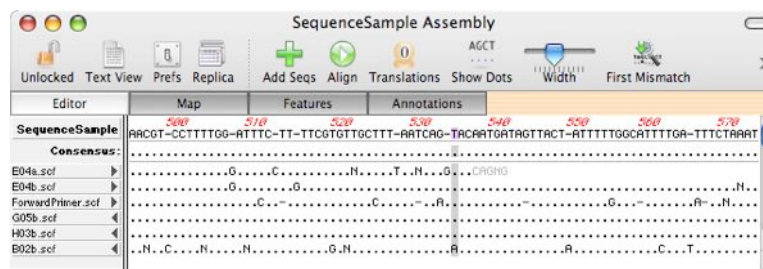 SequenceSample Assembly
AGCT
Unlocked Text View Prefs Replica Add Seqs Align Translations Show Dots Width First Mismatch
Editor Map Features Annotations
500 510 520 530 540 550 560 570
SequenceSample AACGT-CCTTTTGG-ATTTC-TT-TTCGTGTTGCTTT-AATCAG-TACAATGATAGTTACT-ATTTTTGGCATTTTGA-TTTCTAAAT
Consensus:
E04a.scf
E04b.scf
ForwardPrimer.scf
G05b.scf
H03b.scf
B02b.scf